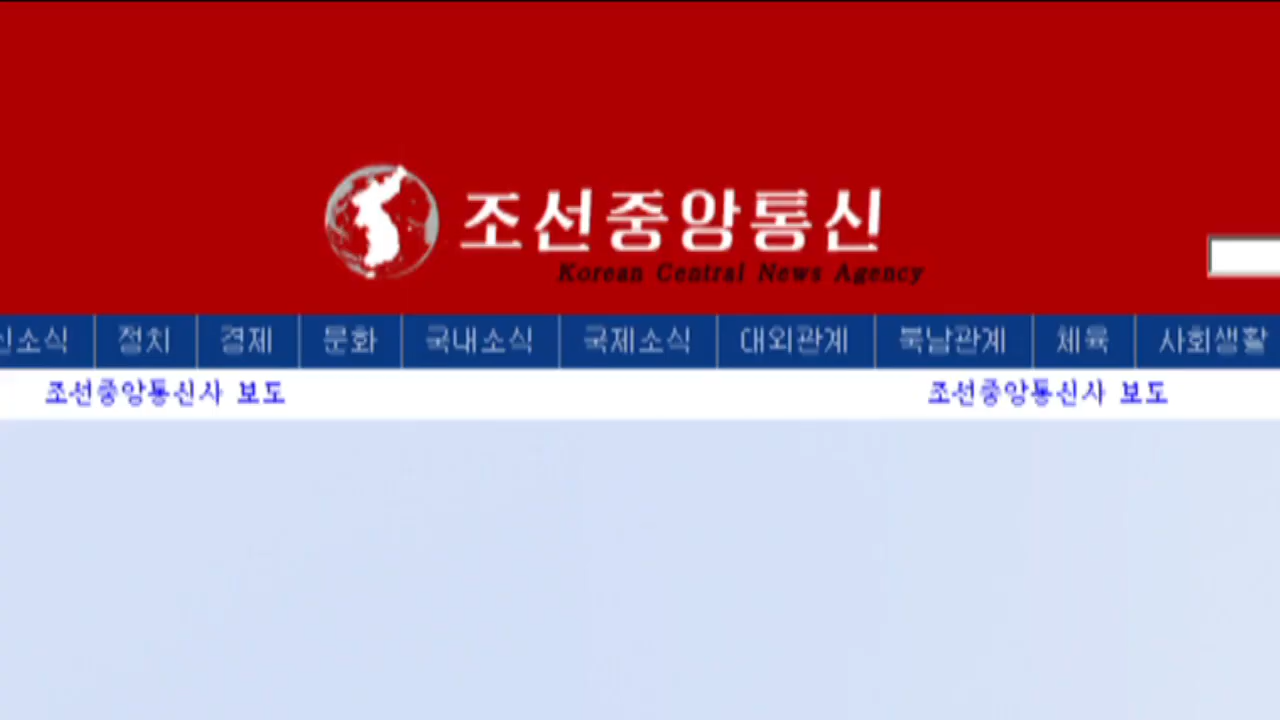 조선중앙통신
Korean Central News Agency
소식 정치 경제 문화 국내소식 국제소식 대외관계 북남관계 체육 사회생활
조선중앙통신사 보도 조선중앙통신사 보도